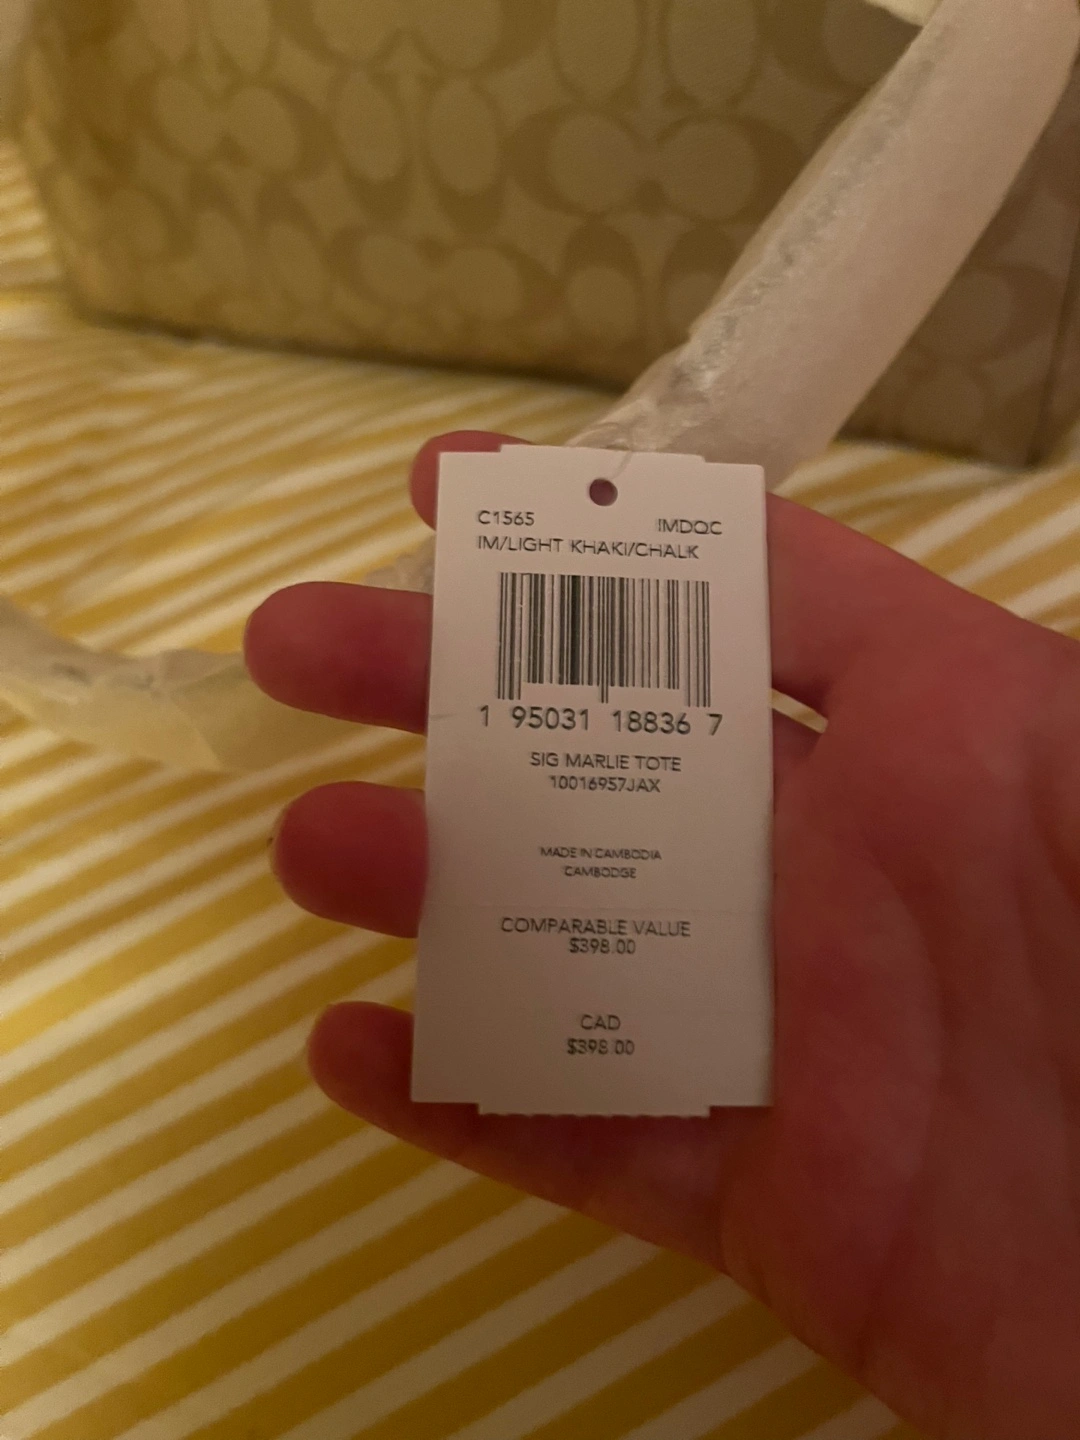 C1565 IMDQC
IM/LIGHT KHAKI/CHALK
1 95031 18836 7
SIG MARLIE TOTE
10016957JAX
MADE IN CAMBODIA
CAMBODGE
COMPARABLE VALUE
$398.00
CAD
$398.00